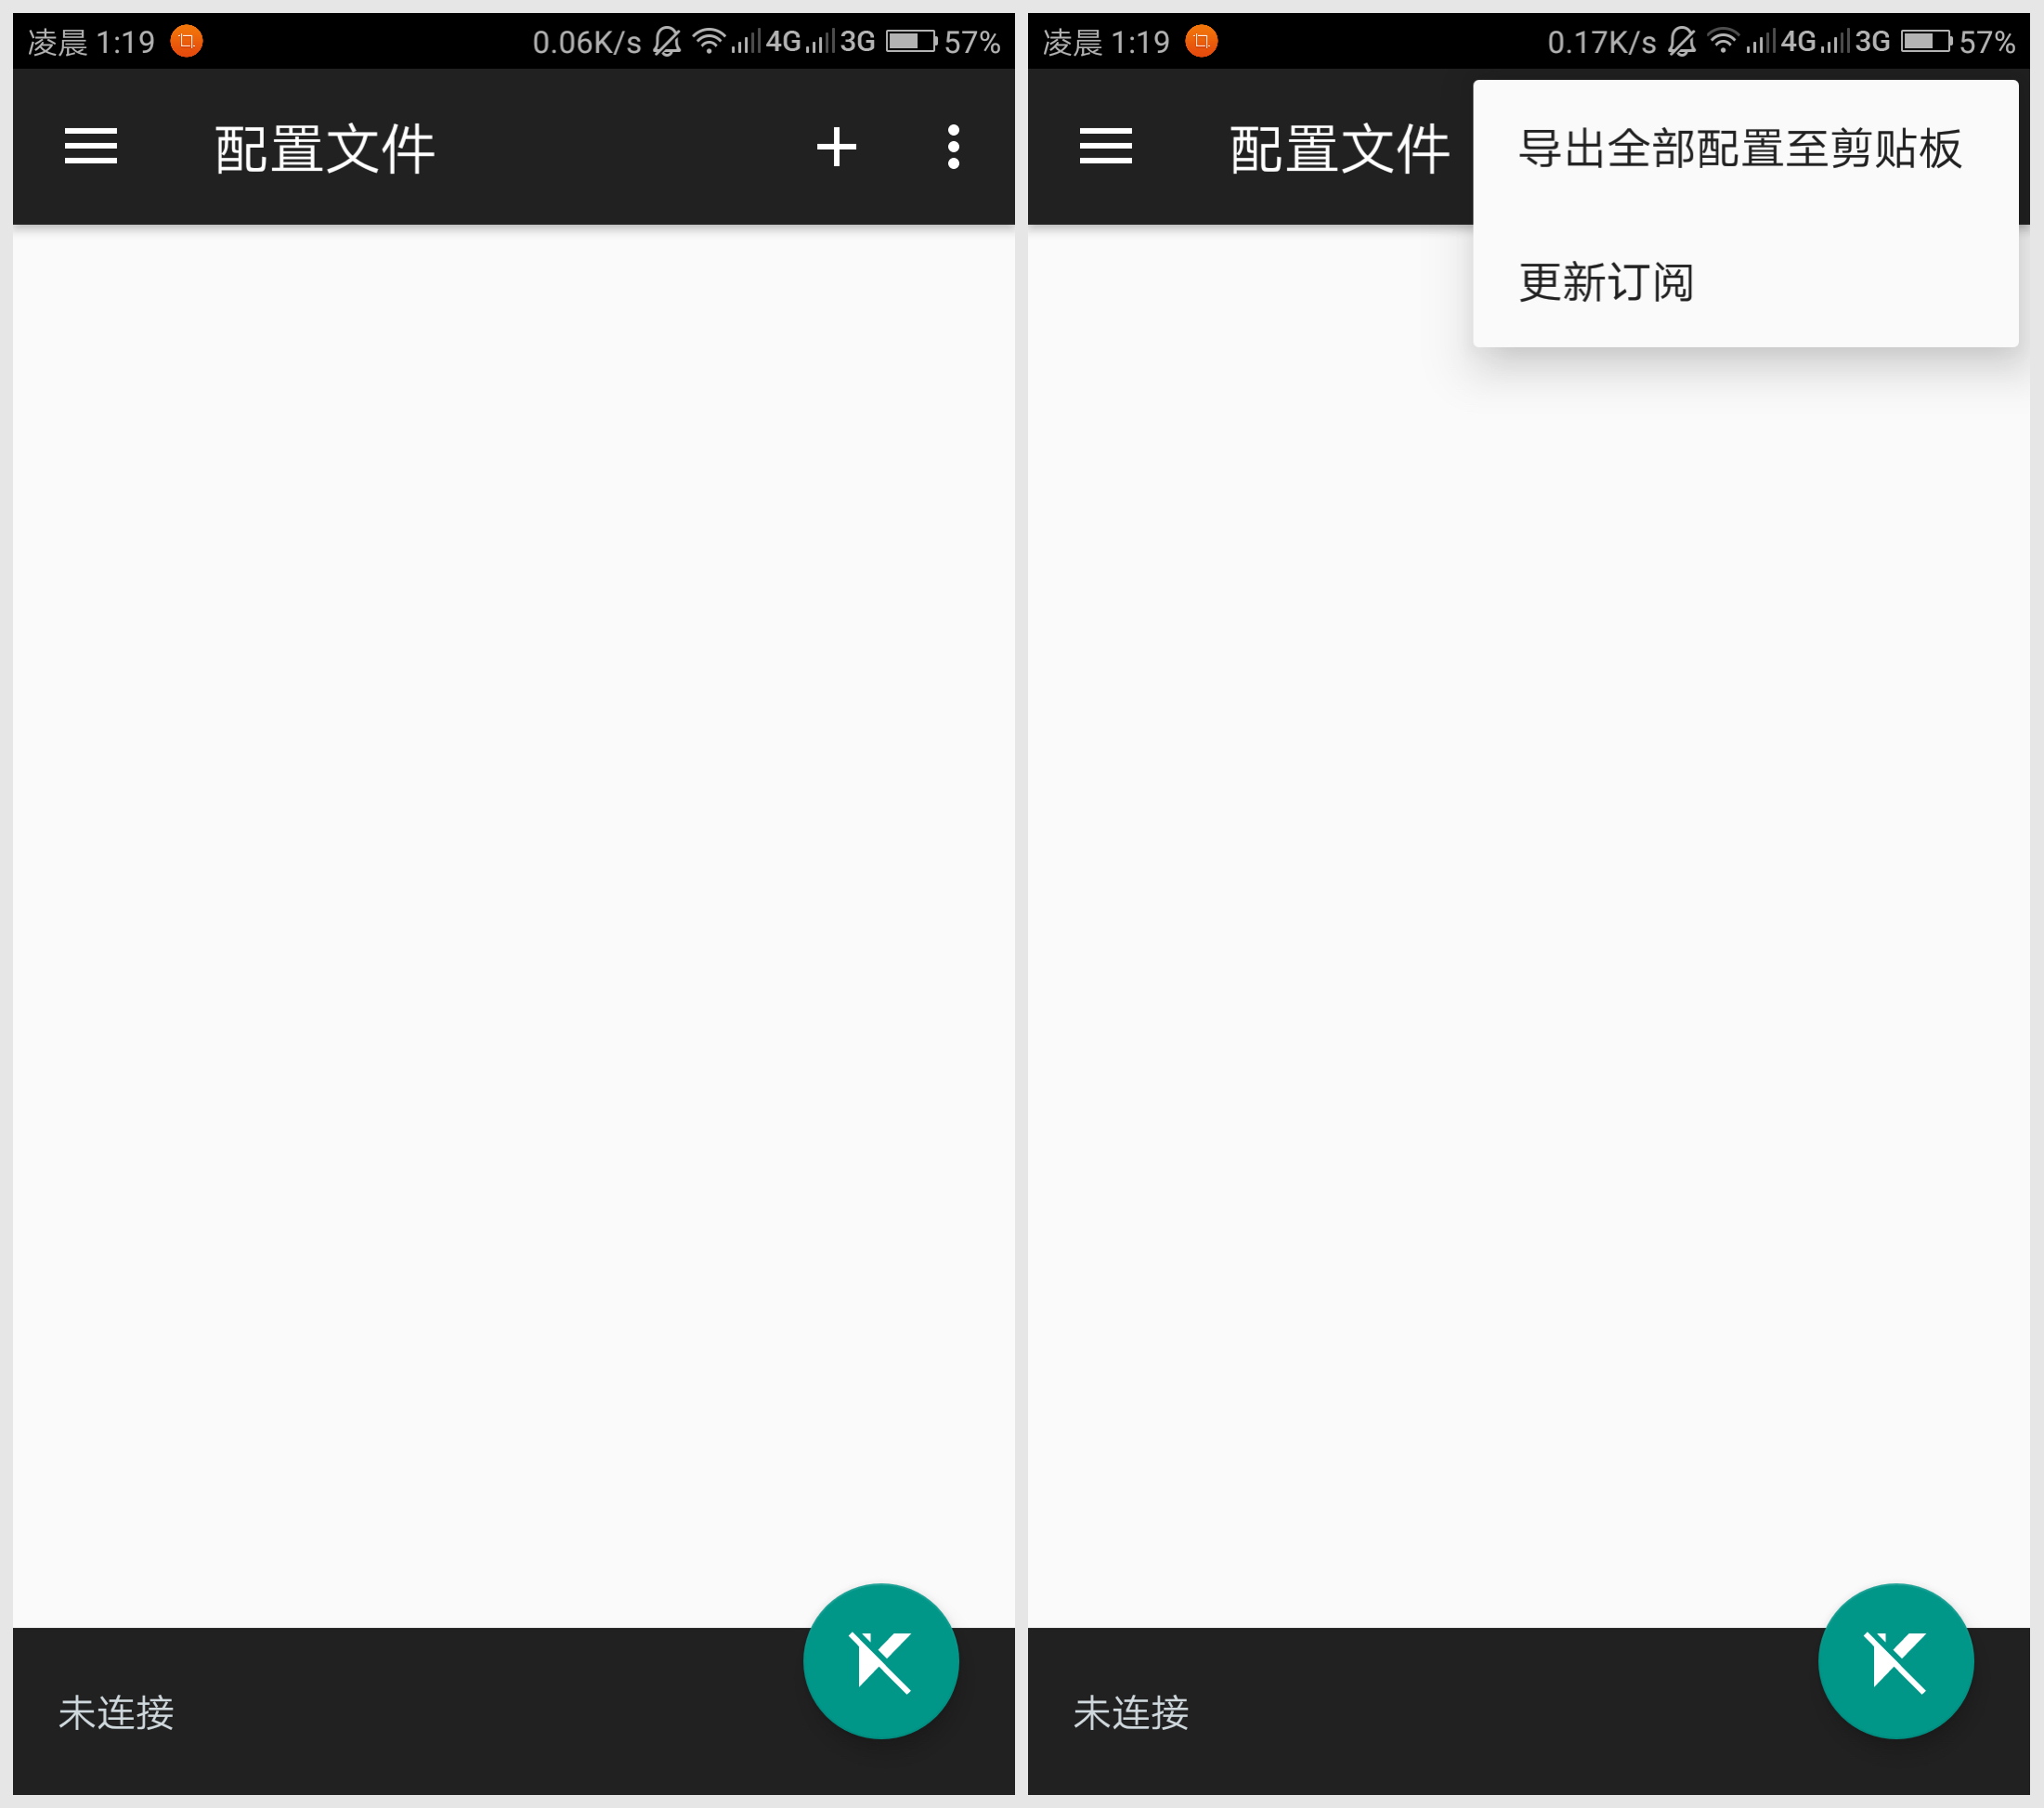 凌晨 1:19 0.06K/s 4G 3G 57%
配置文件
未连接
凌晨 1:19 0.17K/s 4G 3G 57%
配置文件
导出全部配置至剪贴板
更新订阅
未连接